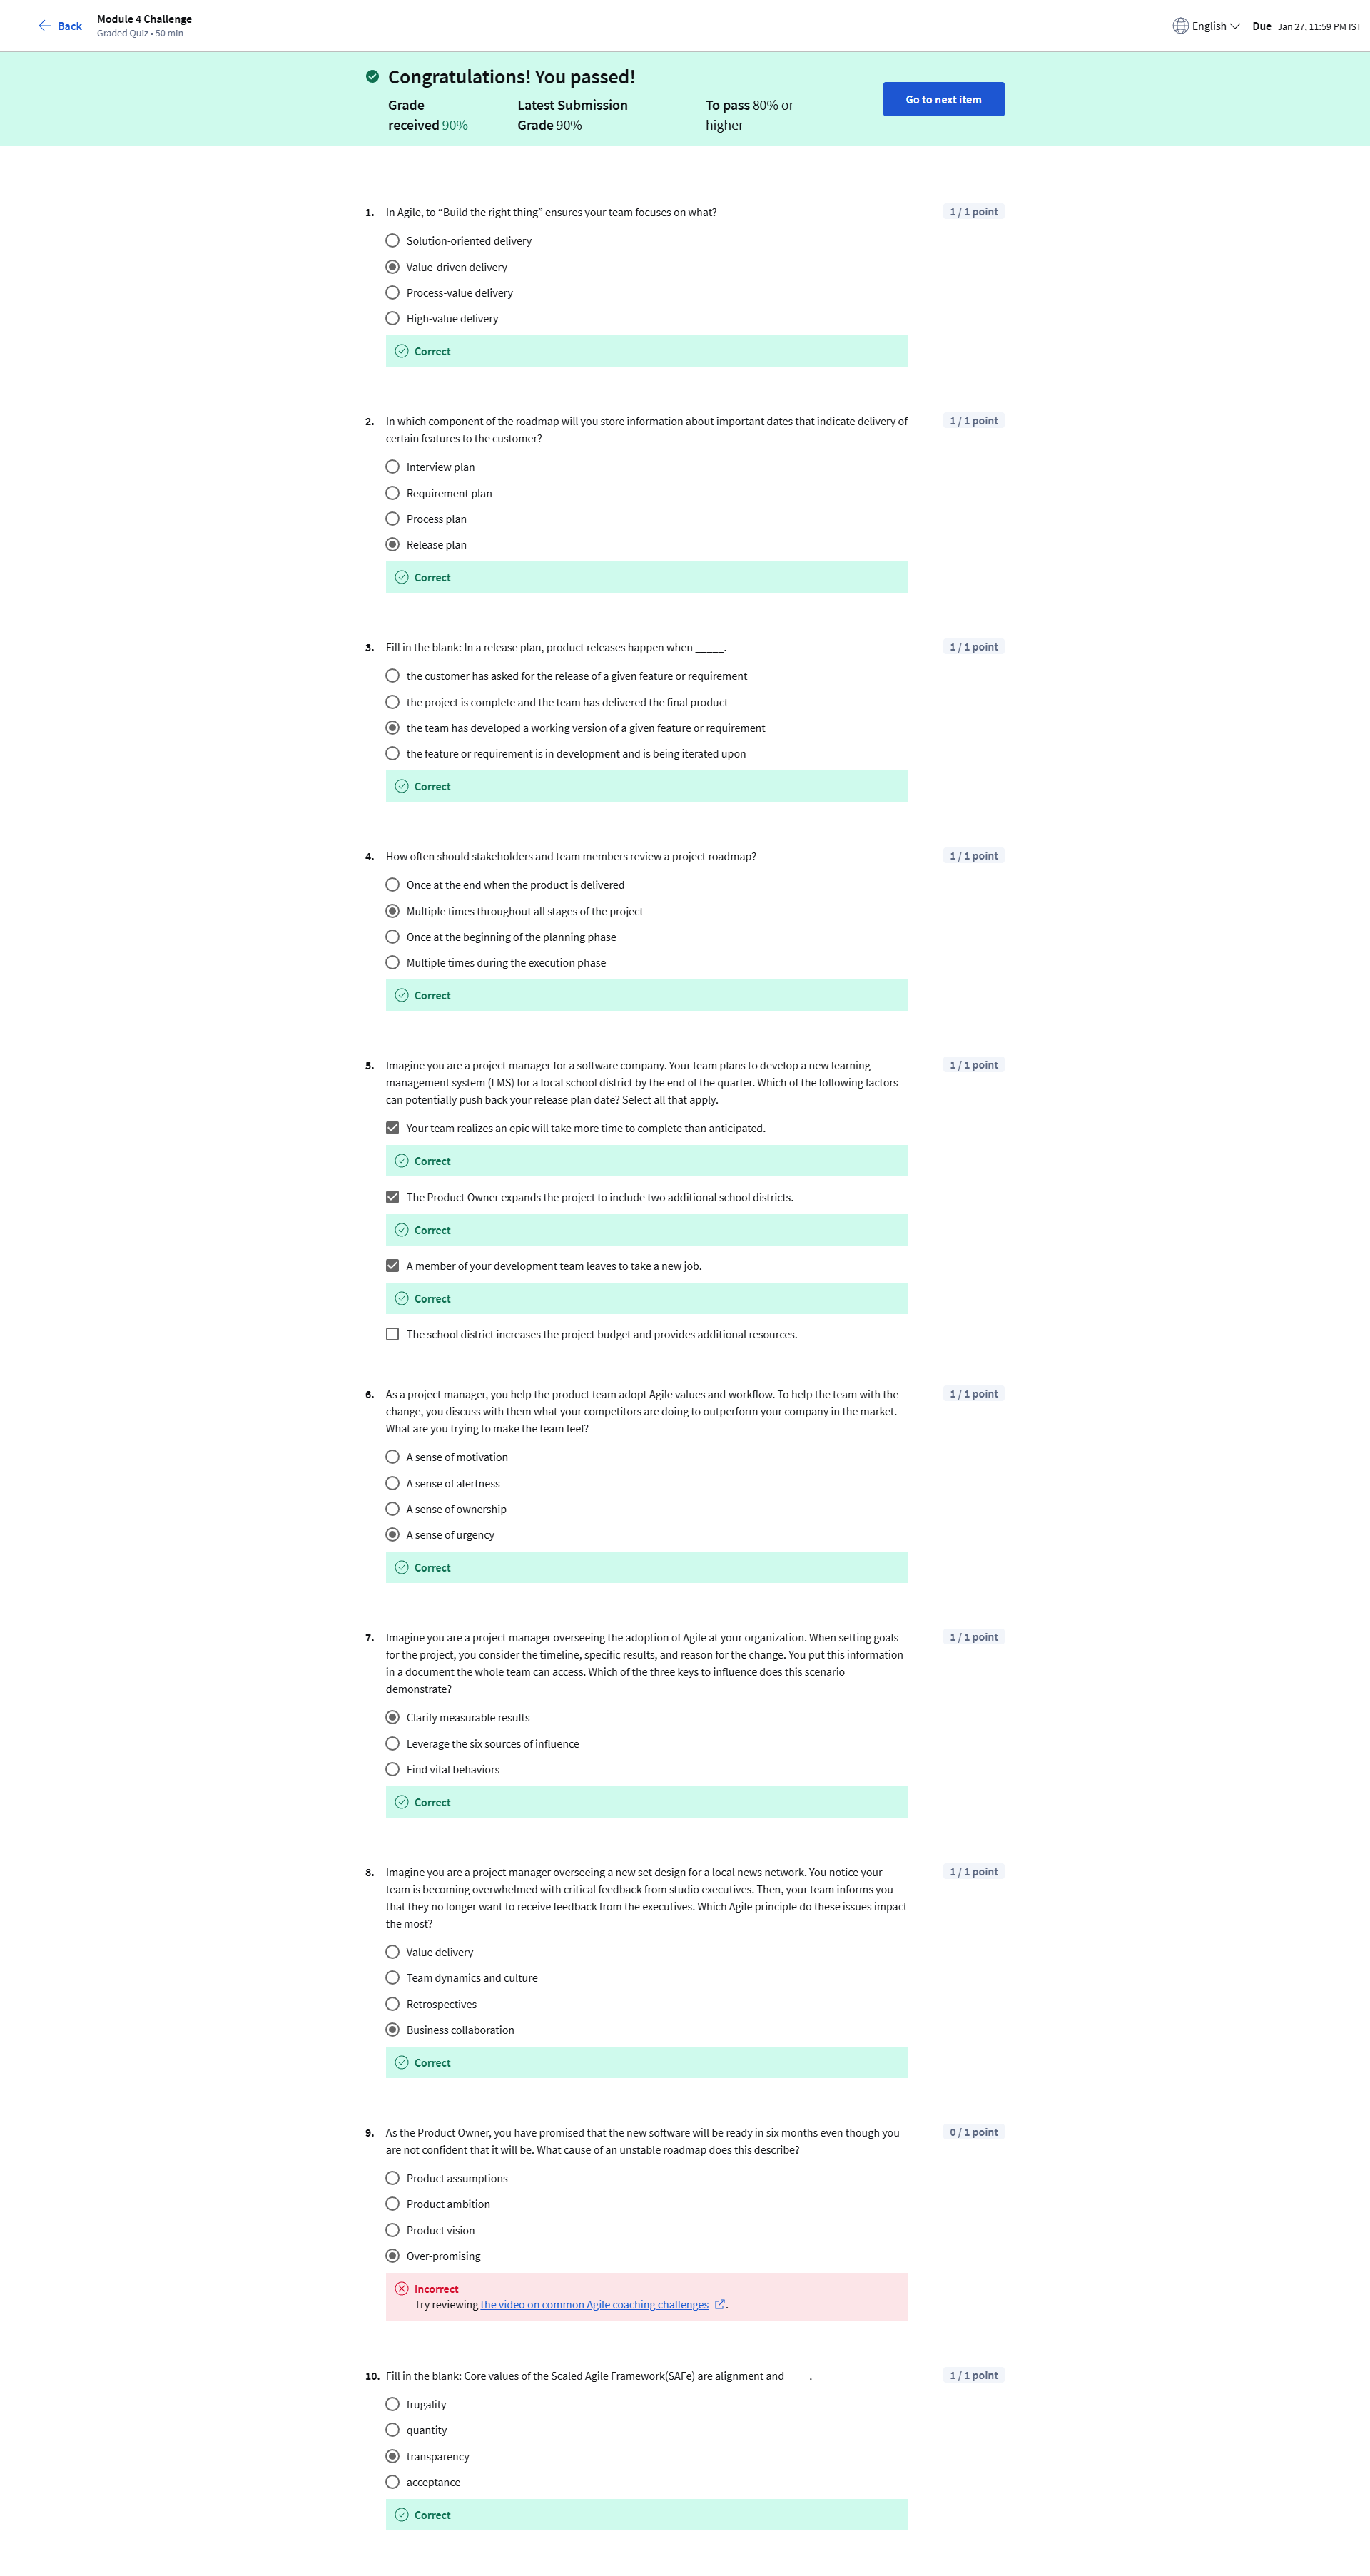 Back
Module 4 Challenge
Graded Quiz • 50 min
English
Due Jan 27, 11:59 PM IST
Congratulations! You passed!
Grade
received 90%
Latest Submission
Grade 90%
To pass 80% or
higher
Go to next item
1. In Agile, to “Build the right thing” ensures your team focuses on what?
1 / 1 point
Solution-oriented delivery
Value-driven delivery
Process-value delivery
High-value delivery
Correct
2. In which component of the roadmap will you store information about important dates that indicate delivery of
certain features to the customer?
1 / 1 point
Interview plan
Requirement plan
Process plan
Release plan
Correct
3. Fill in the blank: In a release plan, product releases happen when _____.
1 / 1 point
the customer has asked for the release of a given feature or requirement
the project is complete and the team has delivered the final product
the team has developed a working version of a given feature or requirement
the feature or requirement is in development and is being iterated upon
Correct
4. How often should stakeholders and team members review a project roadmap?
1 / 1 point
Once at the end when the product is delivered
Multiple times throughout all stages of the project
Once at the beginning of the planning phase
Multiple times during the execution phase
Correct
5. Imagine you are a project manager for a software company. Your team plans to develop a new learning
management system (LMS) for a local school district by the end of the quarter. Which of the following factors
can potentially push back your release plan date? Select all that apply.
1 / 1 point
Your team realizes an epic will take more time to complete than anticipated.
Correct
The Product Owner expands the project to include two additional school districts.
Correct
A member of your development team leaves to take a new job.
Correct
The school district increases the project budget and provides additional resources.
6. As a project manager, you help the product team adopt Agile values and workflow. To help the team with the
change, you discuss with them what your competitors are doing to outperform your company in the market.
What are you trying to make the team feel?
1 / 1 point
A sense of motivation
A sense of alertness
A sense of ownership
A sense of urgency
Correct
7. Imagine you are a project manager overseeing the adoption of Agile at your organization. When setting goals
for the project, you consider the timeline, specific results, and reason for the change. You put this information
in a document the whole team can access. Which of the three keys to influence does this scenario
demonstrate?
1 / 1 point
Clarify measurable results
Leverage the six sources of influence
Find vital behaviors
Correct
8. Imagine you are a project manager overseeing a new set design for a local news network. You notice your
team is becoming overwhelmed with critical feedback from studio executives. Then, your team informs you
that they no longer want to receive feedback from the executives. Which Agile principle do these issues impact
the most?
1 / 1 point
Value delivery
Team dynamics and culture
Retrospectives
Business collaboration
Correct
9. As the Product Owner, you have promised that the new software will be ready in six months even though you
are not confident that it will be. What cause of an unstable roadmap does this describe?
0 / 1 point
Product assumptions
Product ambition
Product vision
Over-promising
Incorrect
Try reviewing the video on common Agile coaching challenges .
10. Fill in the blank: Core values of the Scaled Agile Framework(SAFe) are alignment and ____.
1 / 1 point
frugality
quantity
transparency
acceptance
Correct